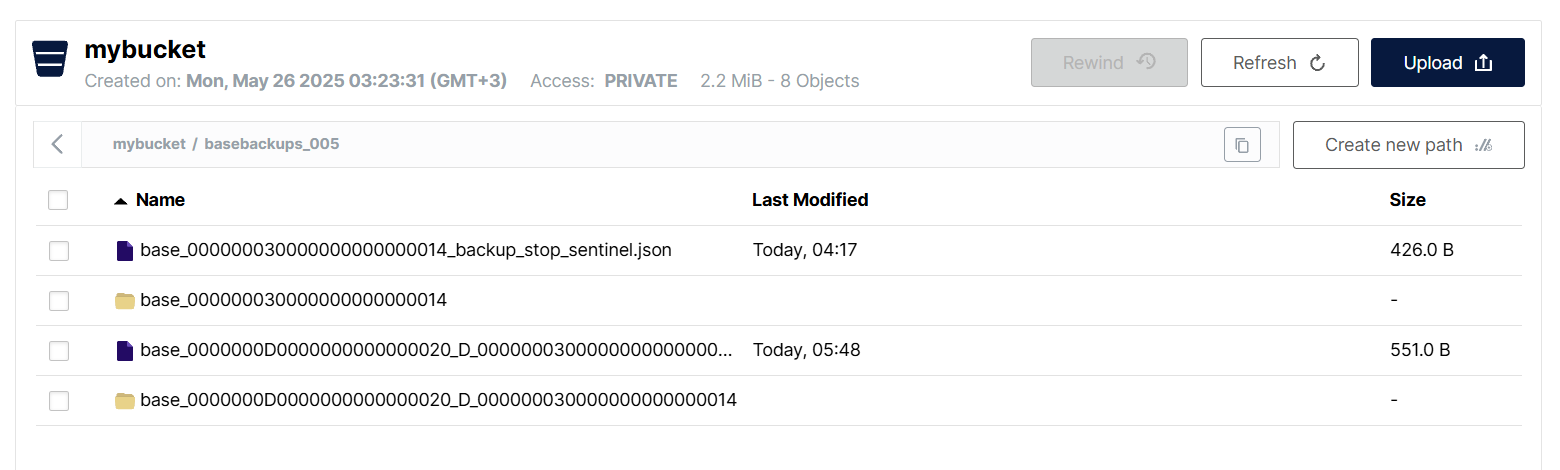 mybucket
Created on: Mon, May 26 2025 03:23:31 (GMT+3) Access: PRIVATE 2.2 MiB - 8 Objects
Rewind Refresh Upload
mybucket / basebackups_005
Create new path
Name Last Modified Size
base_000000030000000000000014_backup_stop_sentinel.json Today, 04:17 426.0 B
base_000000030000000000000014 -
base_0000000D0000000000000020_D_0000000300000000000000... Today, 05:48 551.0 B
base_0000000D0000000000000020_D_000000030000000000000014 -